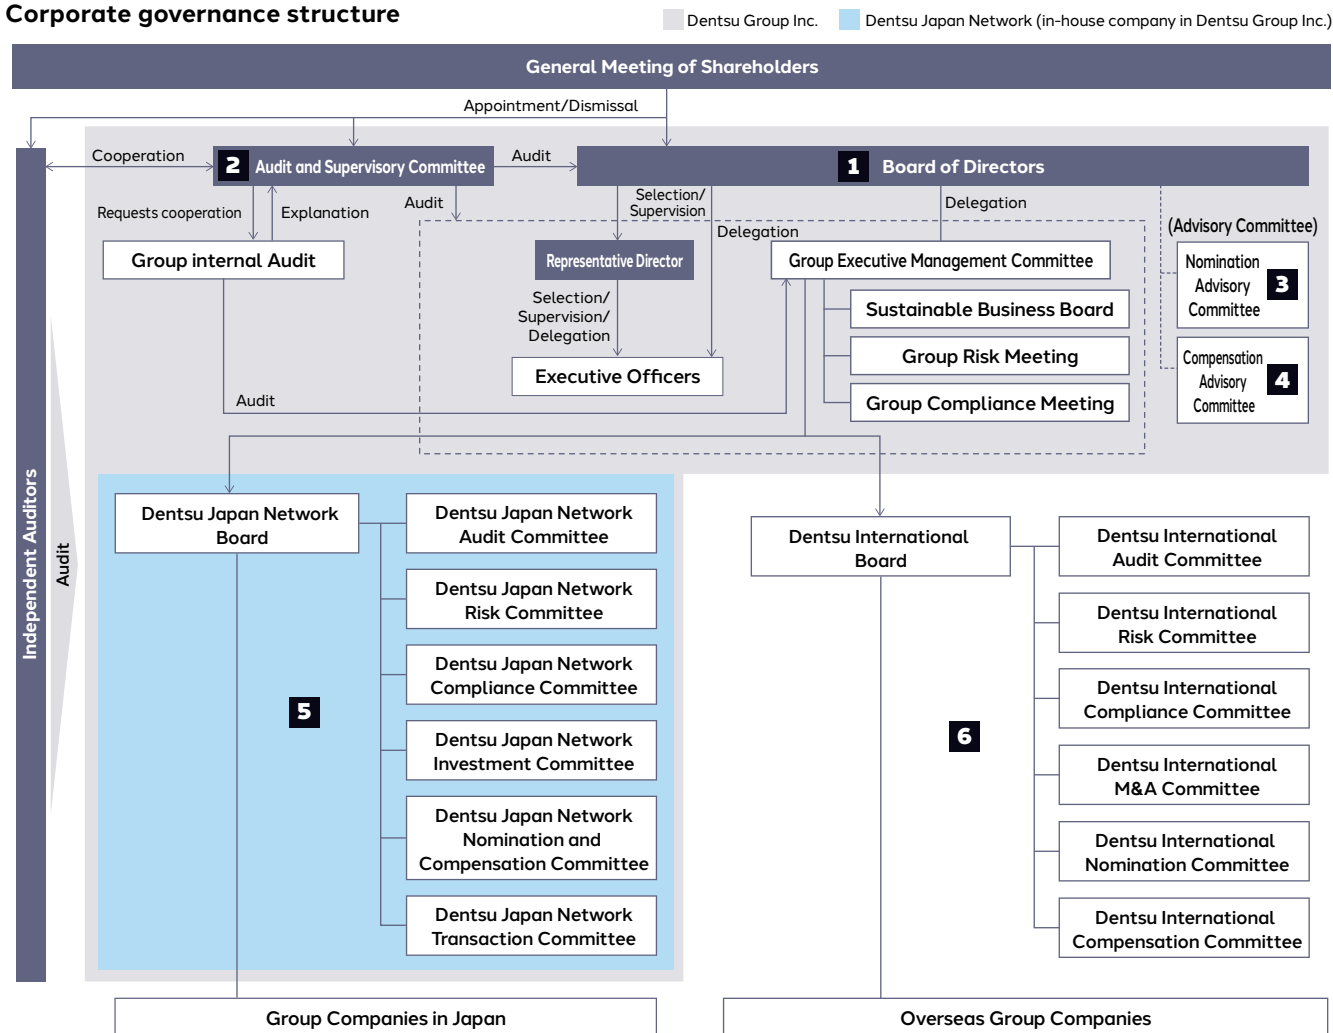 Corporate governance structure
Dentsu Group Inc.
Dentsu Japan Network (in-house company in Dentsu Group Inc.)
General Meeting of Shareholders
Appointment/Dismissal
Cooperation
2 Audit and Supervisory Committee
Audit
1 Board of Directors
Requests cooperation
Explanation
Audit
Selection/
Supervision
Delegation
Delegation
(Advisory Committee)
Group internal Audit
Representative Director
Group Executive Management Committee
Nomination
Advisory
Committee
3
Selection/
Supervision/
Delegation
Sustainable Business Board
Group Risk Meeting
Group Compliance Meeting
Executive Officers
Compensation
Advisory
Committee
4
Audit
Independent Auditors
Audit
Dentsu Japan Network
Board
Dentsu Japan Network
Audit Committee
Dentsu Japan Network
Risk Committee
Dentsu Japan Network
Compliance Committee
5
Dentsu Japan Network
Investment Committee
Dentsu Japan Network
Nomination and
Compensation Committee
Dentsu Japan Network
Transaction Committee
Dentsu International
Board
Dentsu International
Audit Committee
Dentsu International
Risk Committee
Dentsu International
Compliance Committee
6
Dentsu International
M&A Committee
Dentsu International
Nomination Committee
Dentsu International
Compensation Committee
Group Companies in Japan
Overseas Group Companies